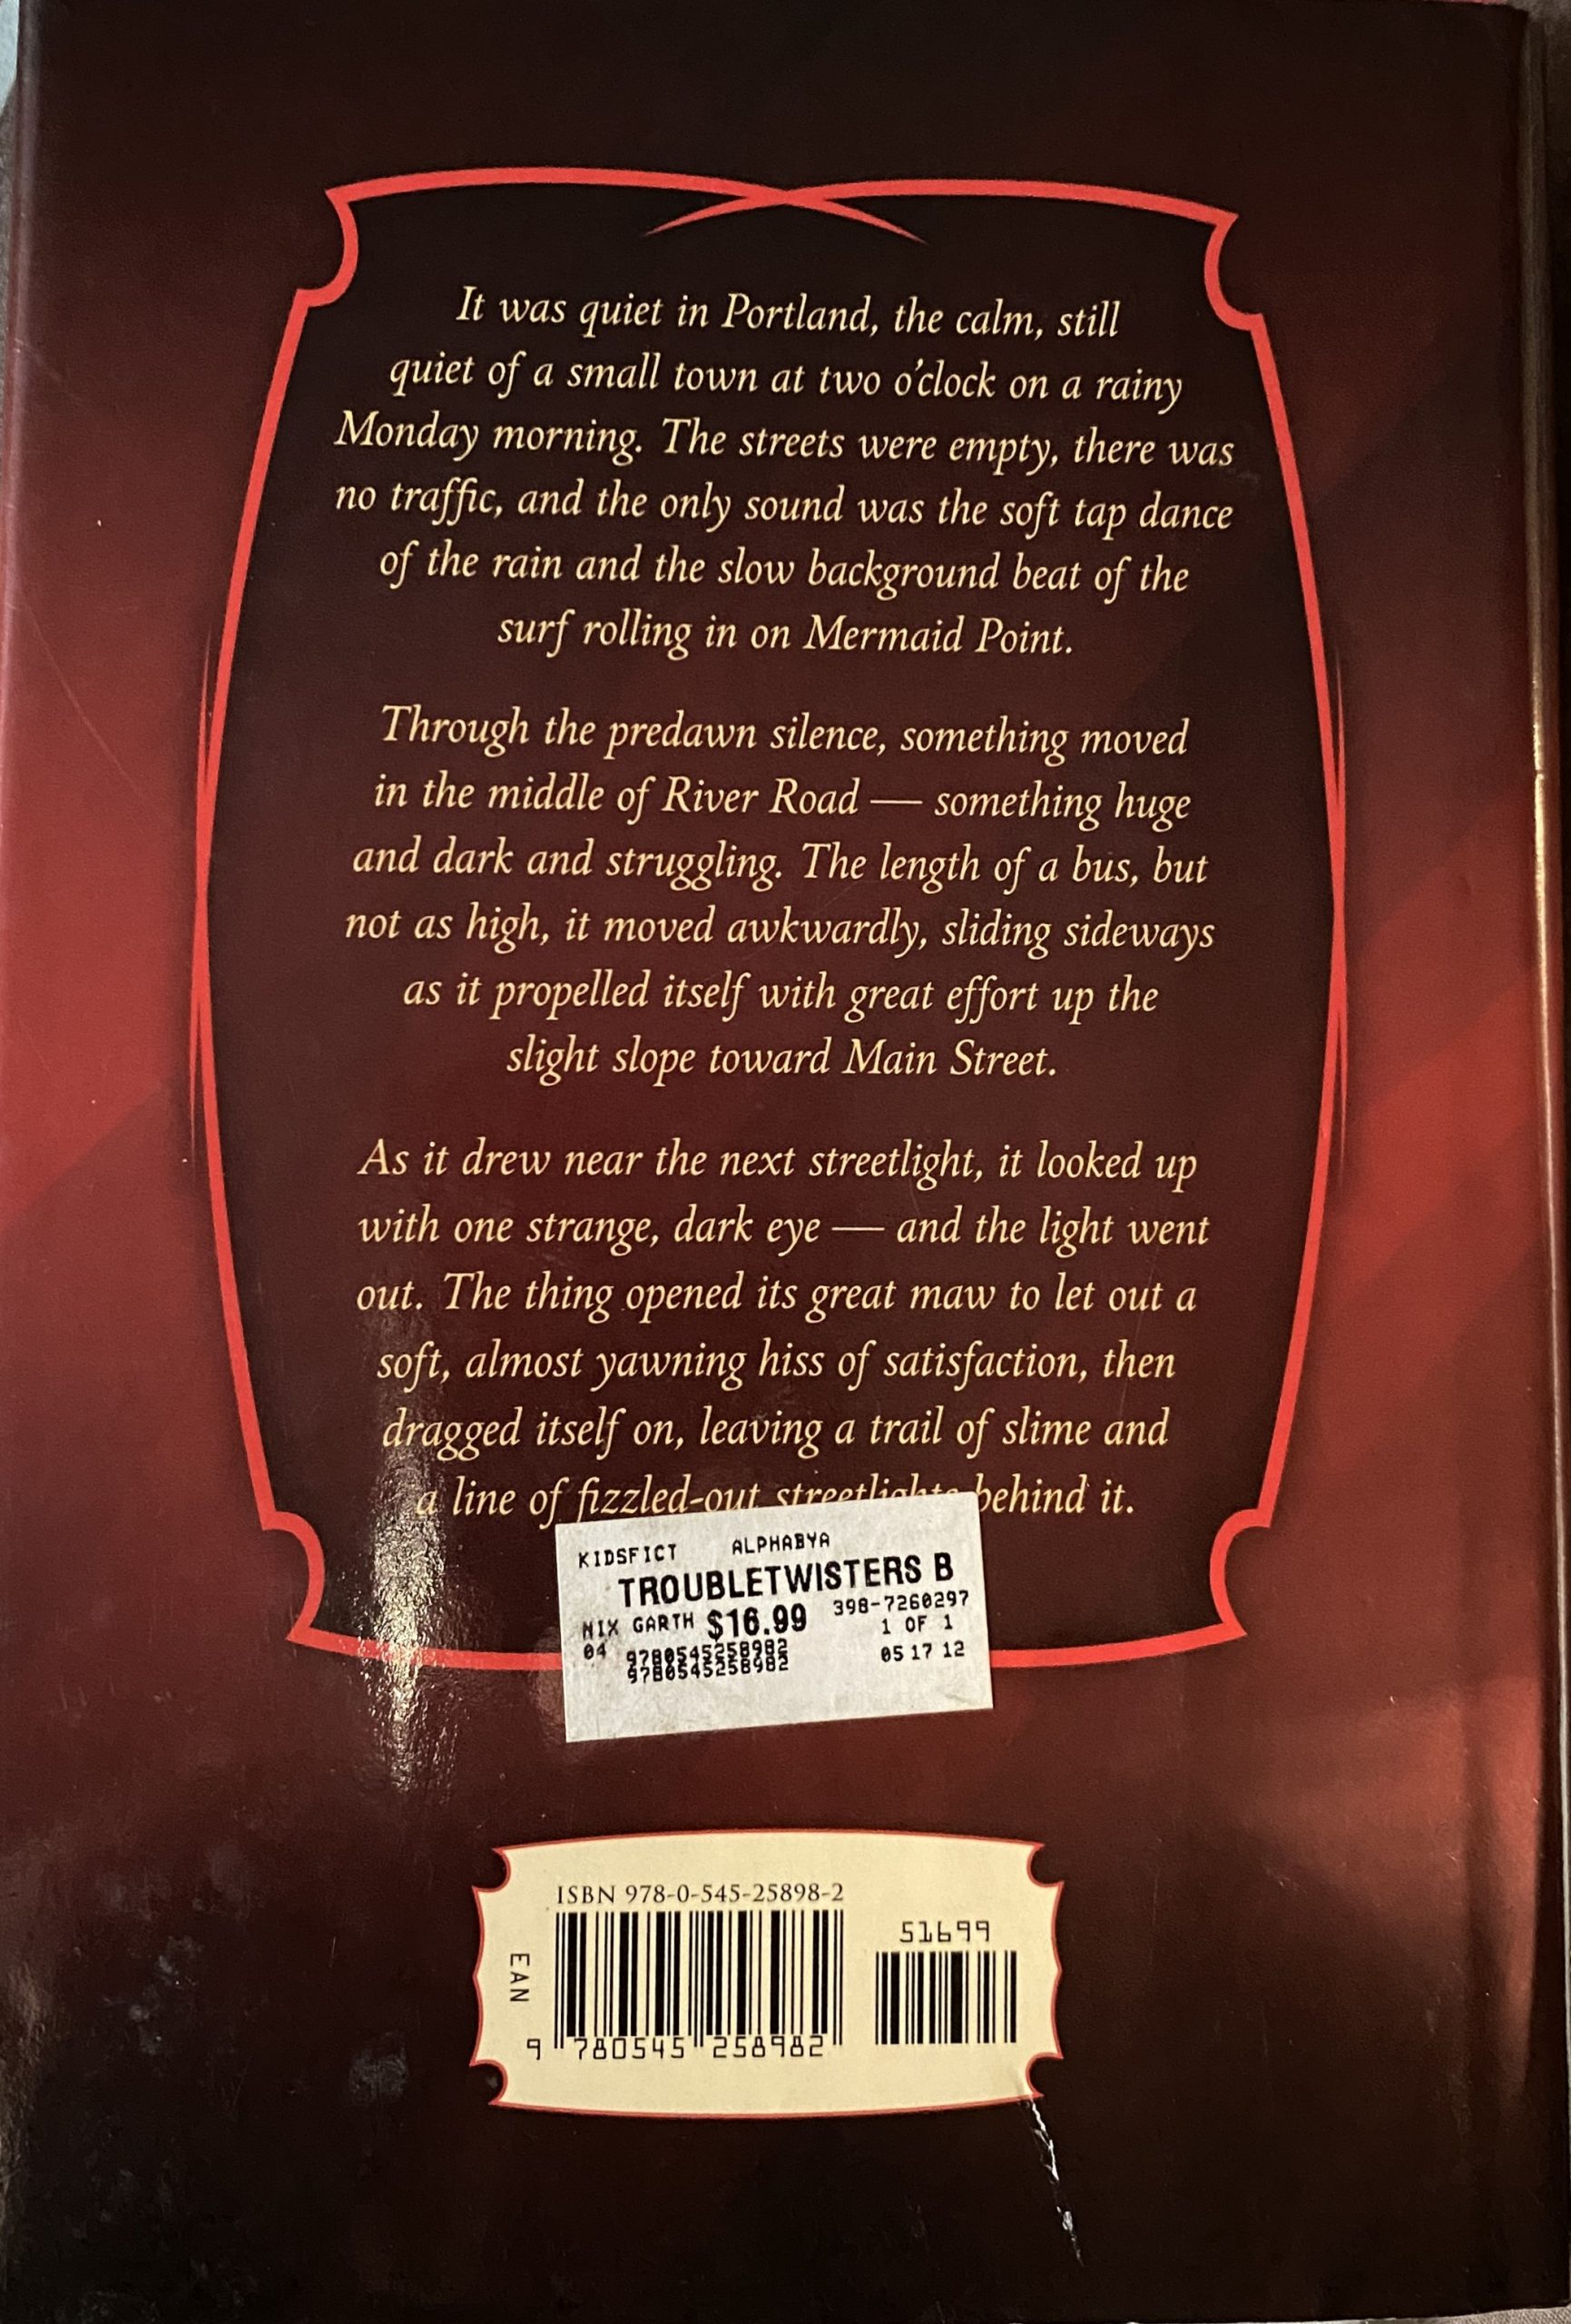 It was quiet in Portland, the calm, still
quiet of a small town at two o'clock on a rainy
Monday morning. The streets were empty, there was
no traffic, and the only sound was the soft tap dance
of the rain and the slow background beat of the
surf rolling in on Mermaid Point.
Through the predawn silence, something moved
in the middle of River Road — something huge
and dark and struggling. The length of a bus, but
not as high, it moved awkwardly, sliding sideways
as it propelled itself with great effort up the
slight slope toward Main Street.
As it drew near the next streetlight, it looked up
with one strange, dark eye — and the light went
out. The thing opened its great maw to let out a
soft, almost yawning hiss of satisfaction, then
dragged itself on, leaving a trail of slime and
a line of fizzled-out streetlights behind it.
KIDSFICT ALPHABYA
TROUBLETWISTERS B
NIX GARTH $16.99 398-7260297
1 OF 1
04 9780545258982 05 17 12
9780545258982
ISBN 978-0-545-25898-2
51699
EAN
9 780545 258982